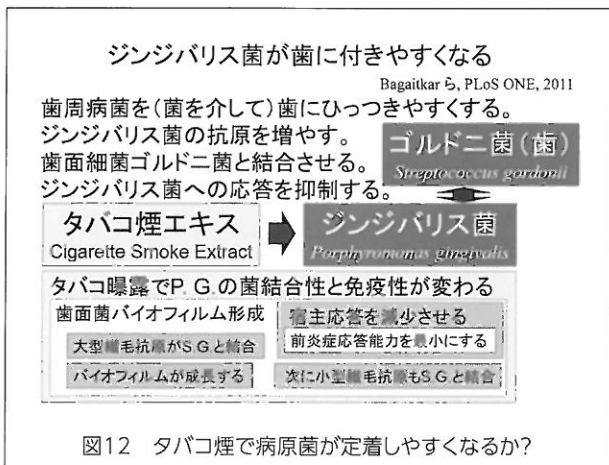 ジンジバリス菌が歯に付きやすくなる
Bagaitkar ら, PLoS ONE, 2011
歯周病菌を(菌を介して)歯にひっつきやすくする。
ジンジバリス菌の抗原を増やす。
歯面細菌ゴルドニ菌と結合させる。
ジンジバリス菌への応答を抑制する。
ゴルドニ菌(歯)
Streptococcus gordonii
タバコ煙エキス
Cigarette Smoke Extract
ジンジバリス菌
Porphyromonas gingivalis
タバコ曝露でP. G.の菌結合性と免疫性が変わる
歯面菌バイオフィルム形成
大型繊毛抗原がS.G.と結合
バイオフィルムが成長する
宿主応答を減少させる
前炎症応答能力を最小にする
次に小型繊毛抗原もS.G.と結合
図12 タバコ煙で病原菌が定着しやすくなるか?